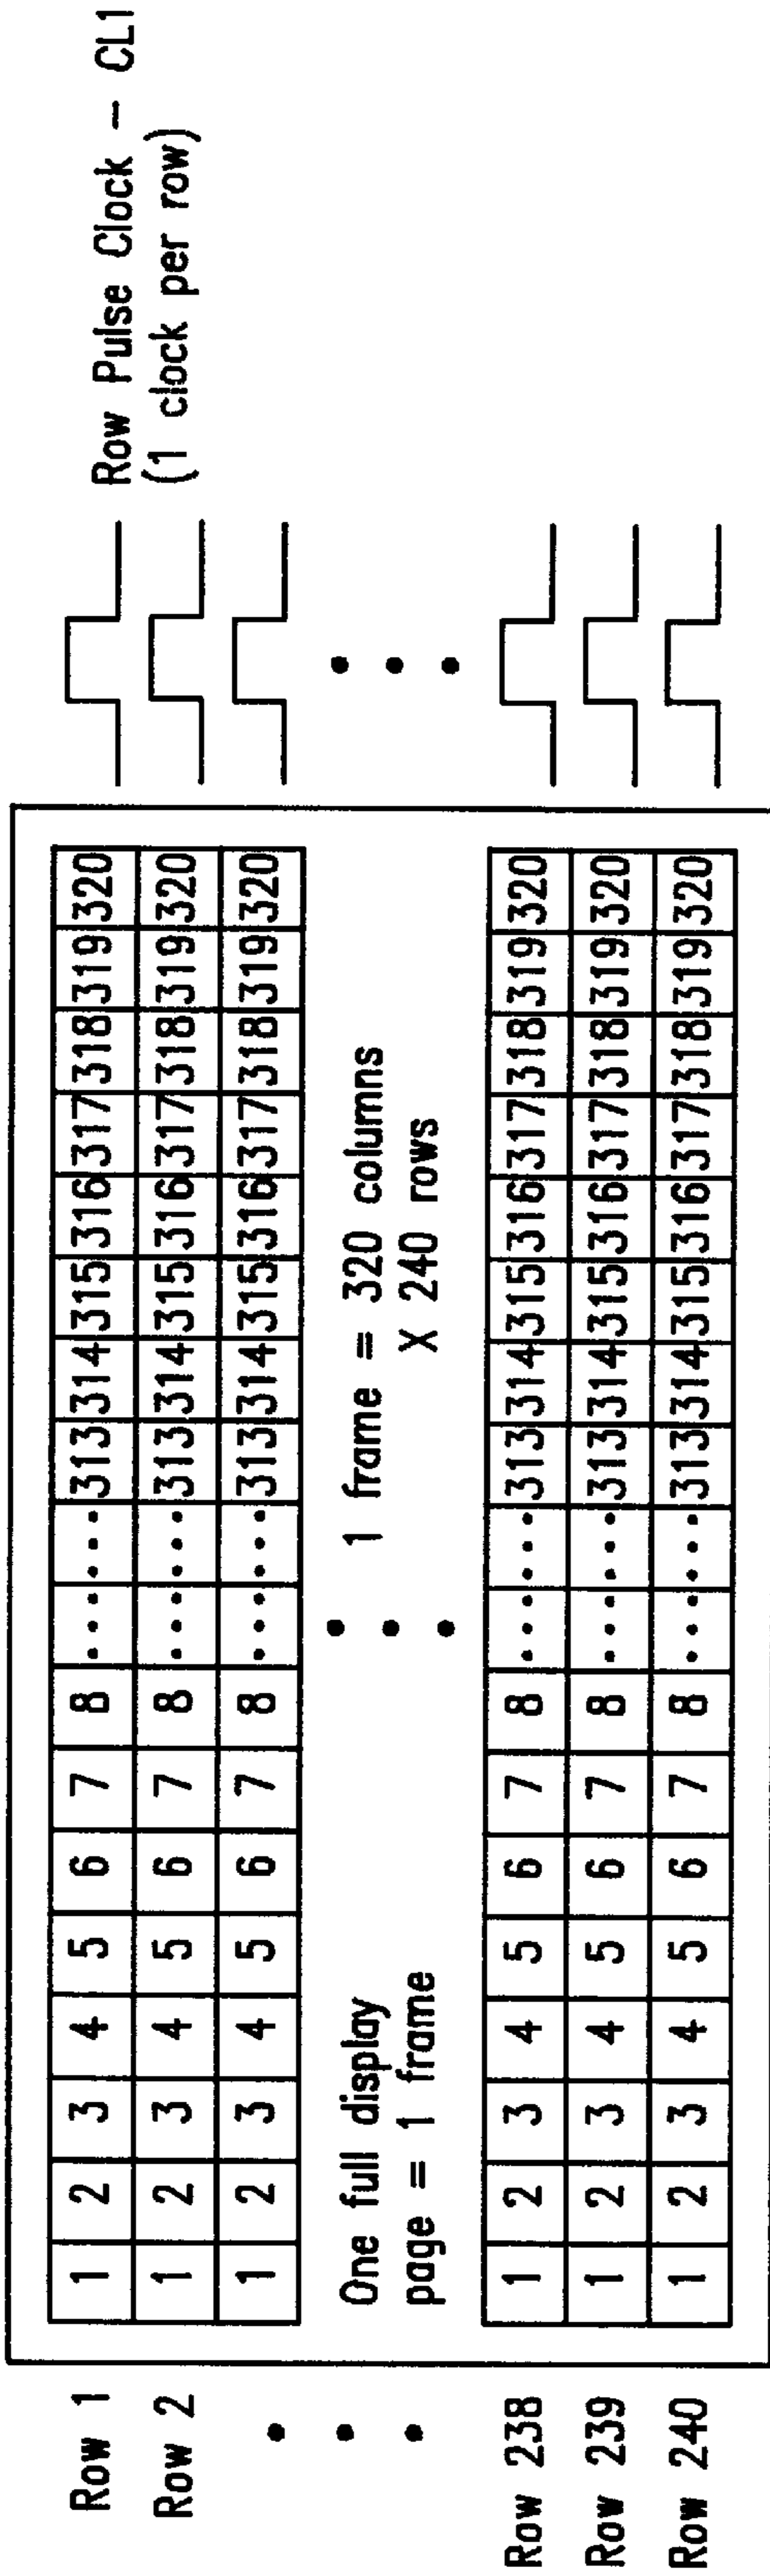 Row Pulse Clock – CL1
(1 clock per row)
Row 1 1 2 3 4 5 6 7 8 ... ... 313 314 315 316 317 318 319 320
Row 2 1 2 3 4 5 6 7 8 ... ... 313 314 315 316 317 318 319 320
1 2 3 4 5 6 7 8 ... ... 313 314 315 316 317 318 319 320
One full display
page = 1 frame
1 frame = 320 columns
X 240 rows
Row 238 1 2 3 4 5 6 7 8 ... ... 313 314 315 316 317 318 319 320
Row 239 1 2 3 4 5 6 7 8 ... ... 313 314 315 316 317 318 319 320
Row 240 1 2 3 4 5 6 7 8 ... ... 313 314 315 316 317 318 319 320